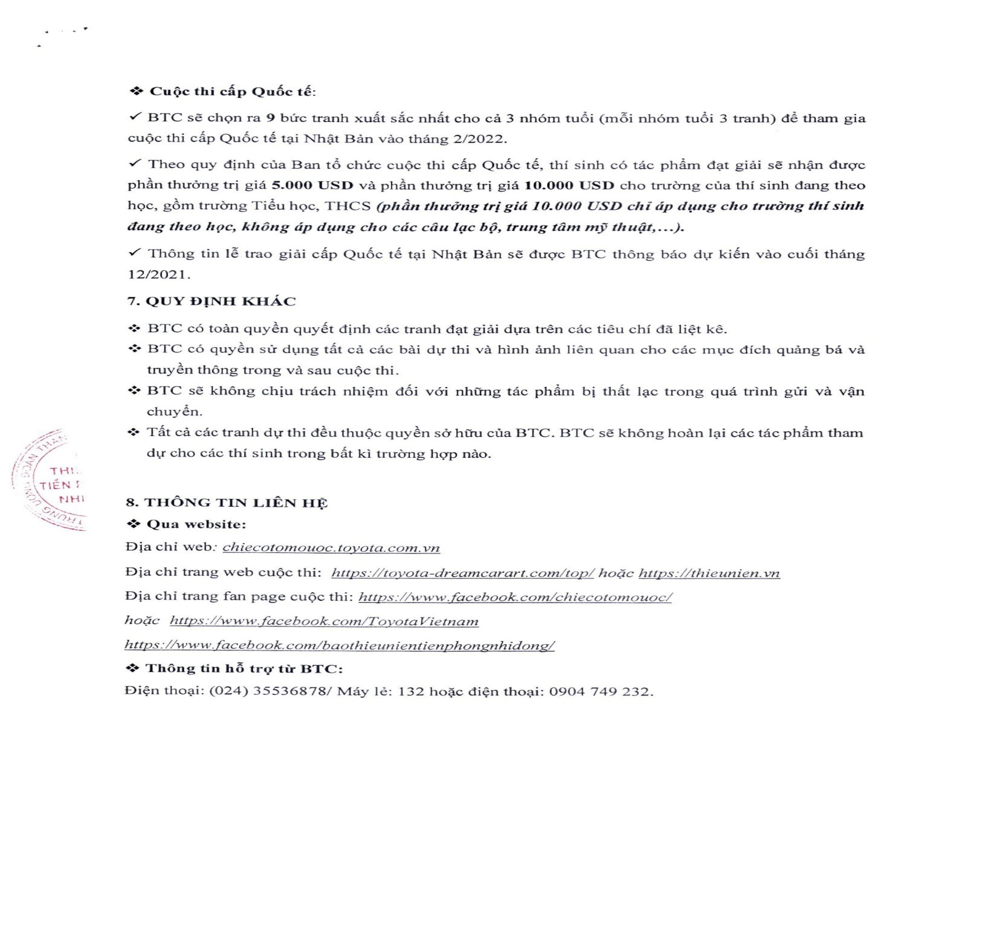 ❖ Cuộc thi cấp Quốc tế:
✓ BTC sẽ chọn ra 9 bức tranh xuất sắc nhất cho cả 3 nhóm tuổi (mỗi nhóm tuổi 3 tranh) để tham gia
cuộc thi cấp Quốc tế tại Nhật Bản vào tháng 2/2022.
✓ Theo quy định của Ban tổ chức cuộc thi cấp Quốc tế, thí sinh có tác phẩm đạt giải sẽ nhận được
phần thưởng trị giá 5.000 USD và phần thưởng trị giá 10.000 USD cho trường của thí sinh đang theo
học, gồm trường Tiểu học, THCS (phần thưởng trị giá 10.000 USD chỉ áp dụng cho trường thí sinh
đang theo học, không áp dụng cho các câu lạc bộ, trung tâm mỹ thuật,...).
✓ Thông tin lễ trao giải cấp Quốc tế tại Nhật Bản sẽ được BTC thông báo dự kiến vào cuối tháng
12/2021.
7. QUY ĐỊNH KHÁC
❖ BTC có toàn quyền quyết định các tranh đạt giải dựa trên các tiêu chí đã liệt kê.
❖ BTC có quyền sử dụng tất cả các bài dự thi và hình ảnh liên quan cho các mục đích quảng bá và
truyền thông trong và sau cuộc thi.
❖ BTC sẽ không chịu trách nhiệm đối với những tác phẩm bị thất lạc trong quá trình gửi và vận
chuyển.
❖ Tất cả các tranh dự thi đều thuộc quyền sở hữu của BTC. BTC sẽ không hoàn lại các tác phẩm tham
dự cho các thí sinh trong bất kì trường hợp nào.
TRUNG ƯƠNG ĐOÀN THAN
TIỀN
NHI
8. THÔNG TIN LIÊN HỆ
❖ Qua website:
Địa chỉ web: chiecotomouoc.toyota.com.vn
Địa chỉ trang web cuộc thi: https://toyota-dreamcarart.com/top/ hoặc https://thieunien.vn
Địa chỉ trang fan page cuộc thi: https://www.facebook.com/chiecotomouoc/
hoặc https://www.facebook.com/ToyotaVietnam
https://www.facebook.com/baothieunientienphongnhidong/
❖ Thông tin hỗ trợ từ BTC:
Điện thoại: (024) 35536878/ Máy lẻ: 132 hoặc điện thoại: 0904 749 232.